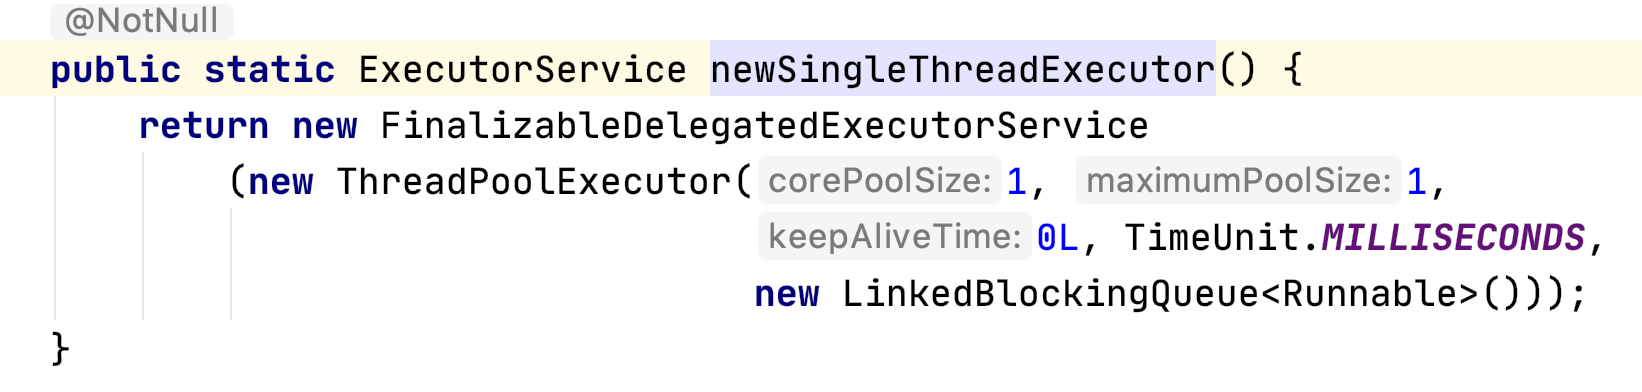 @NotNull
public static ExecutorService newSingleThreadExecutor() {
return new FinalizableDelegatedExecutorService
(new ThreadPoolExecutor( corePoolSize: 1, maximumPoolSize: 1,
keepAliveTime: 0L, TimeUnit.MILLISECONDS,
new LinkedBlockingQueue<Runnable>()));
}